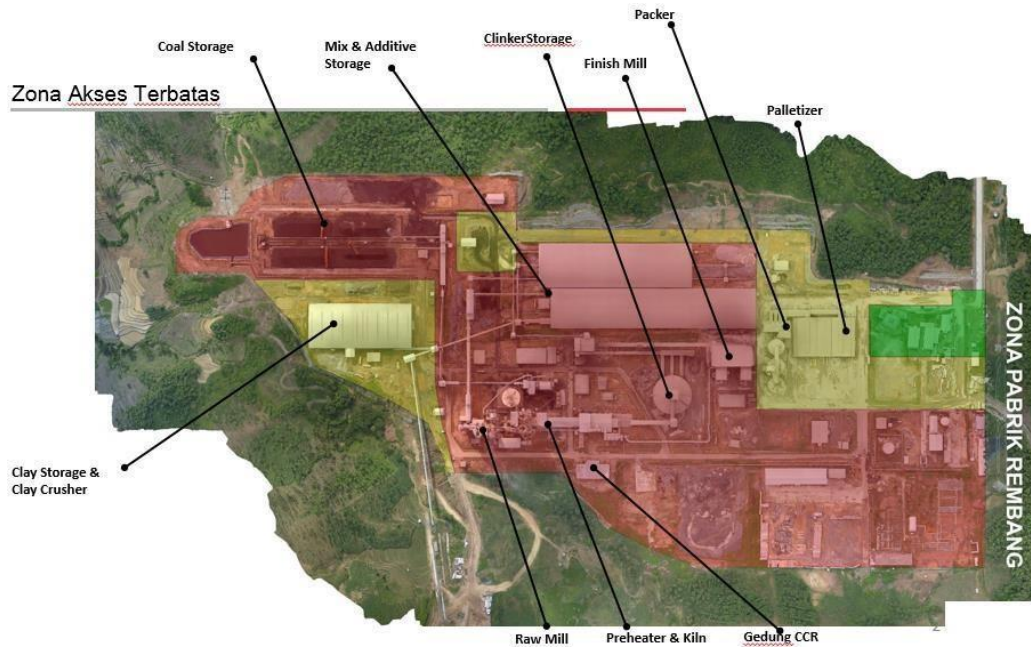 Packer
Coal Storage
Mix & Additive
Storage
ClinkerStorage
Finish Mill
Zona Akses Terbatas
Palletizer
ZONA PABRIK REMBANG
Clay Storage &
Clay Crusher
Raw Mill
Preheater & Kiln
Gedung CCR
2